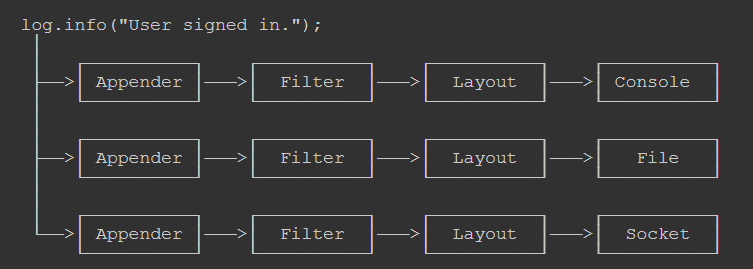 log.info("User signed in.");
Appender Filter Layout Console
Appender Filter Layout File
Appender Filter Layout Socket